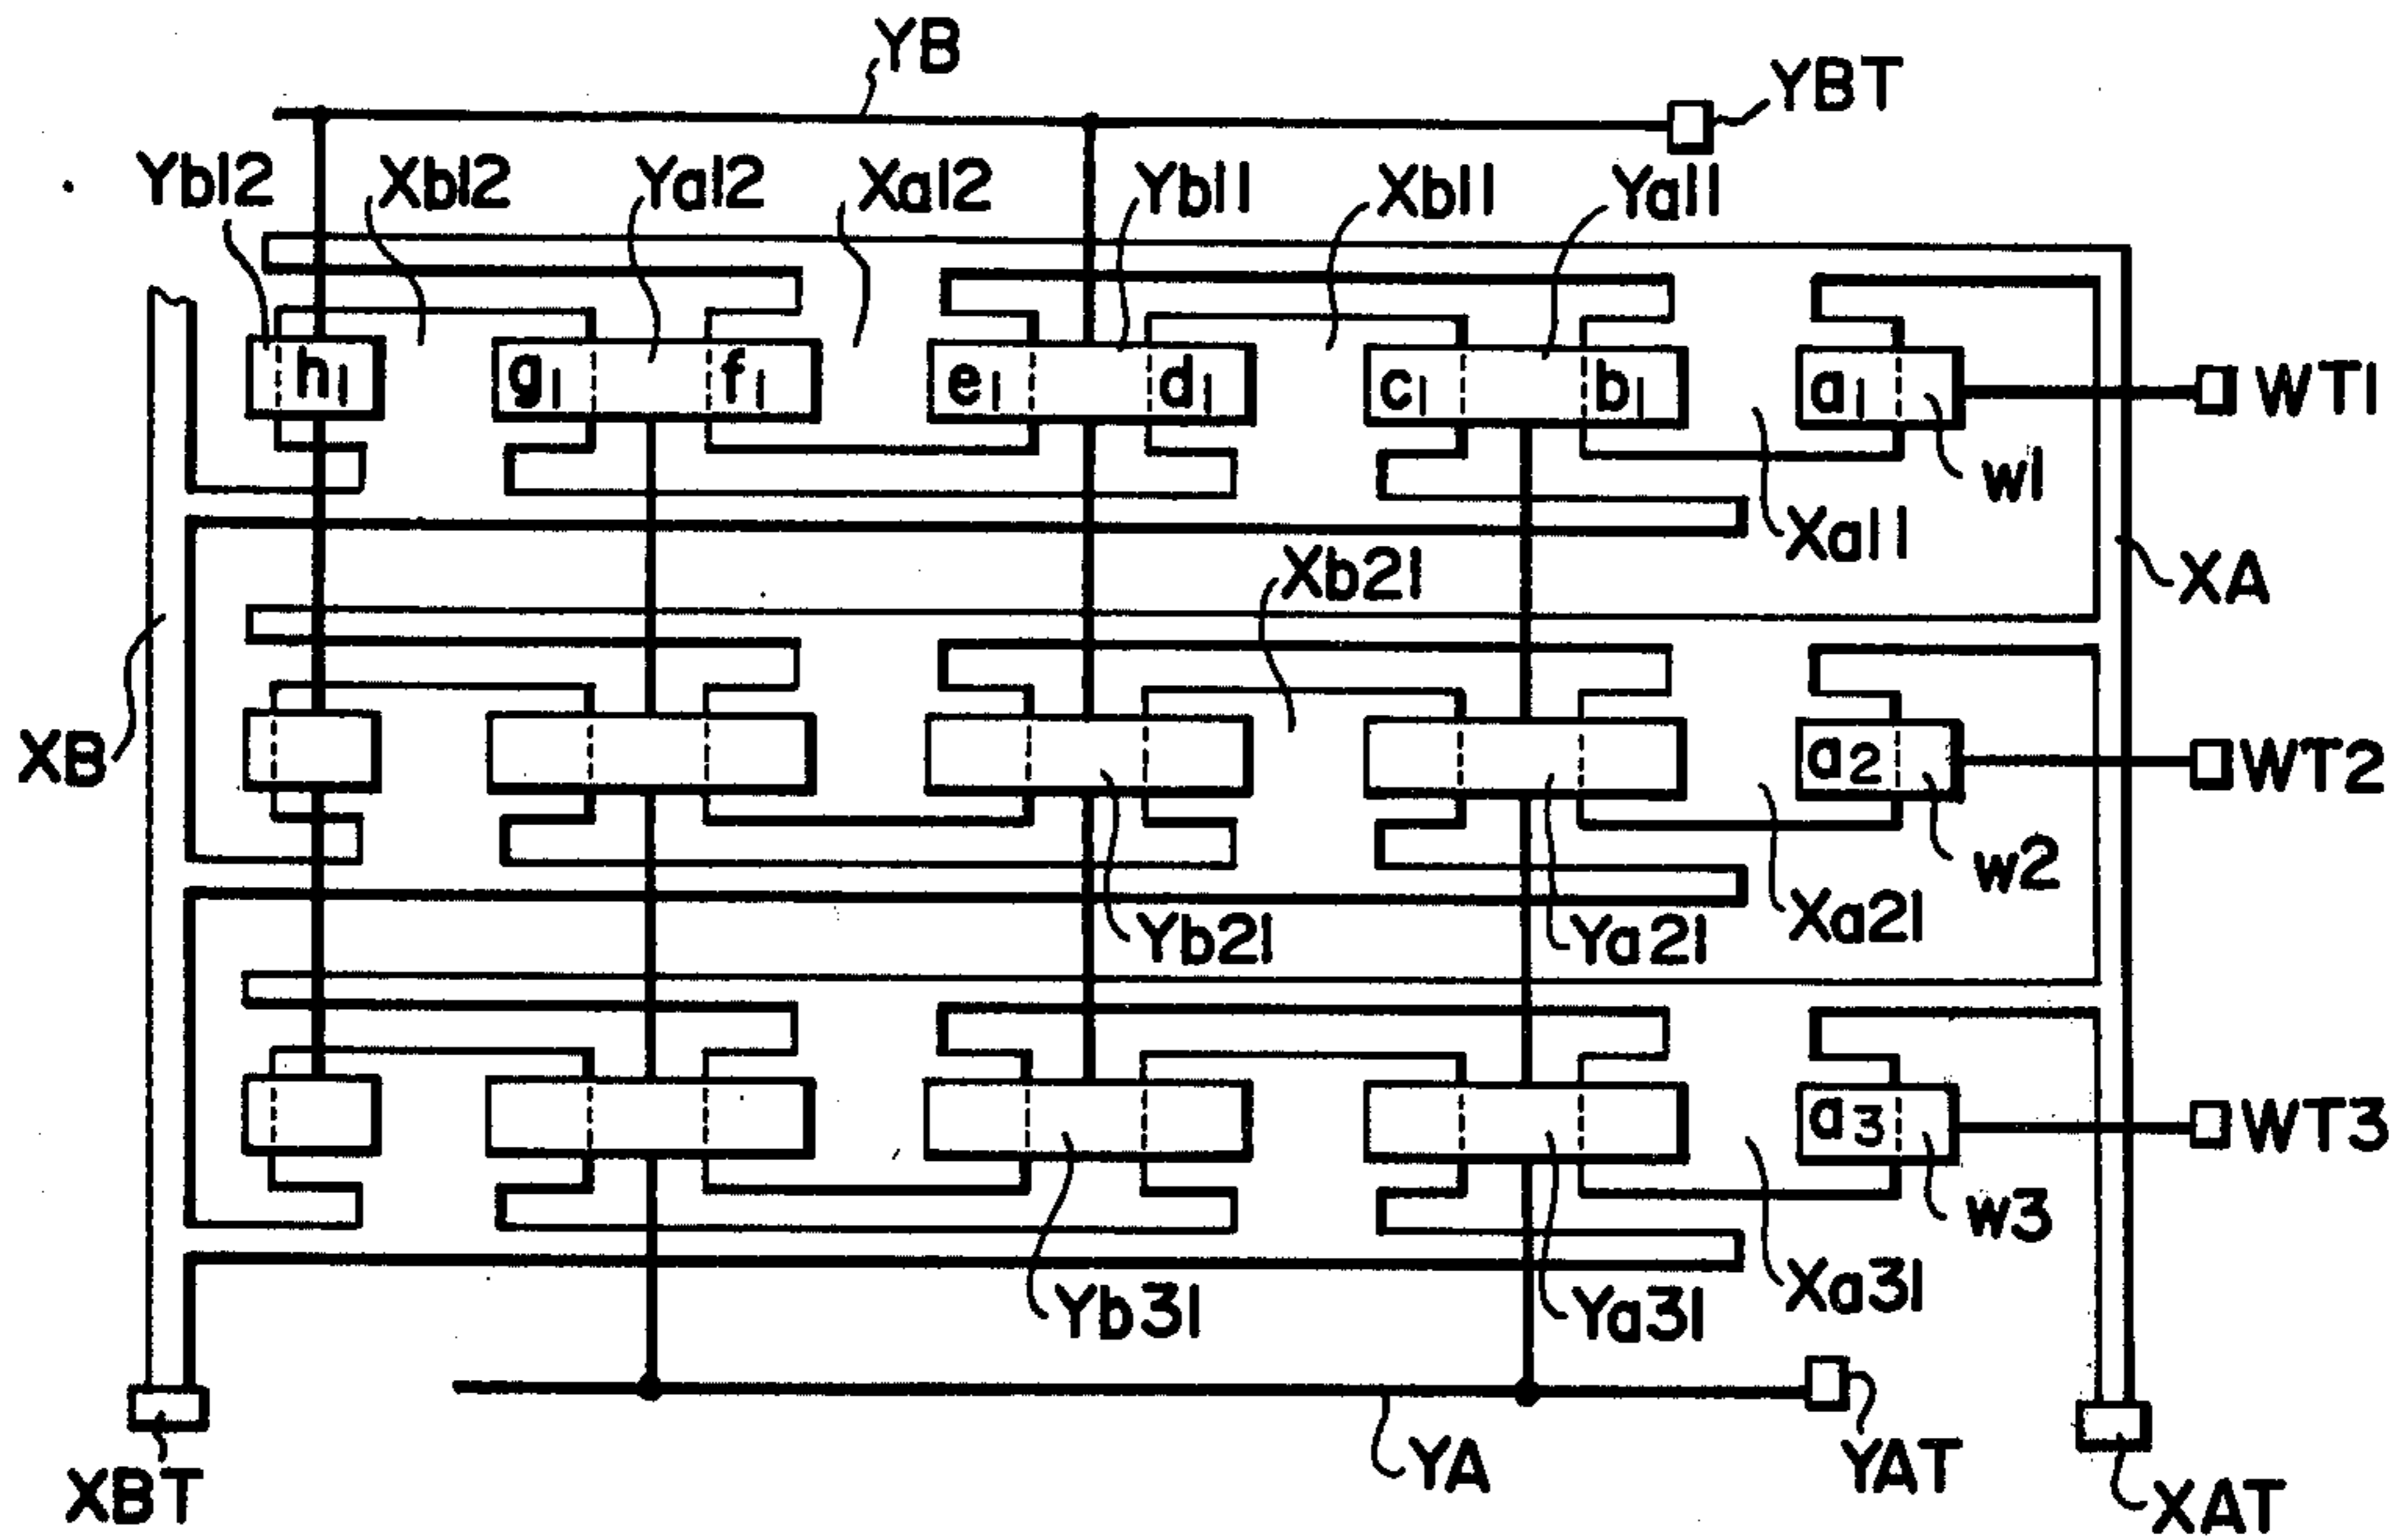 YB
YBT
Yb12 Xb12 Ya12 Xa12 Yb11 Xb11 Ya11
h1 g1 f1 e1 d1 c1 b1 a1 WT1
w1
Xa11
Xb21
XA
XB
a2 WT2
w2
Yb21 Ya21 Xa21
a3 WT3
w3
Yb31 Ya31 Xa31
XBT YA YAT XAT